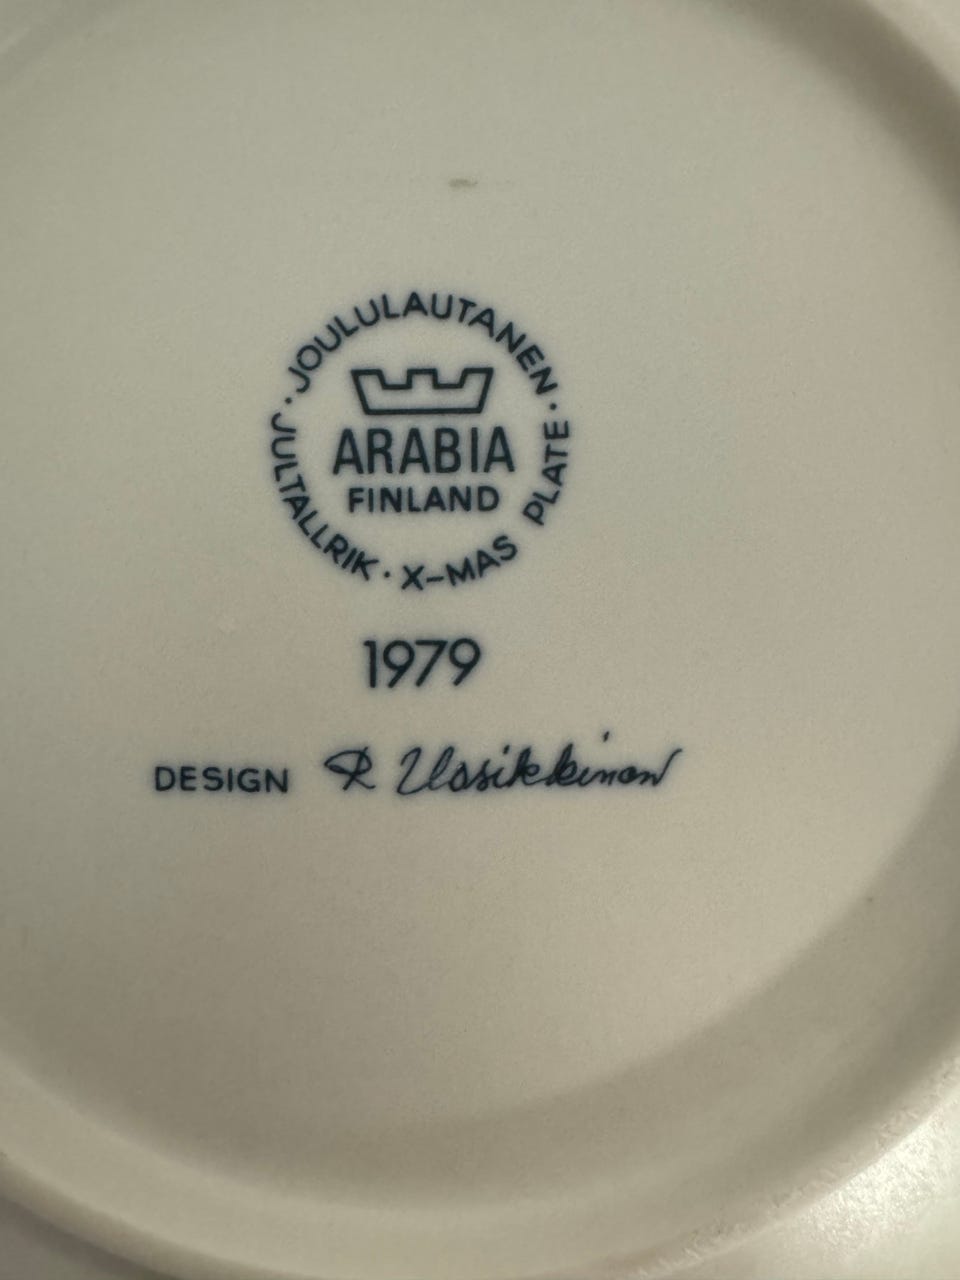 · JOULULAUTANEN · JULTALLRIK · X-MAS PLATE
ARABIA
FINLAND
1979
DESIGN R Uosikkinen